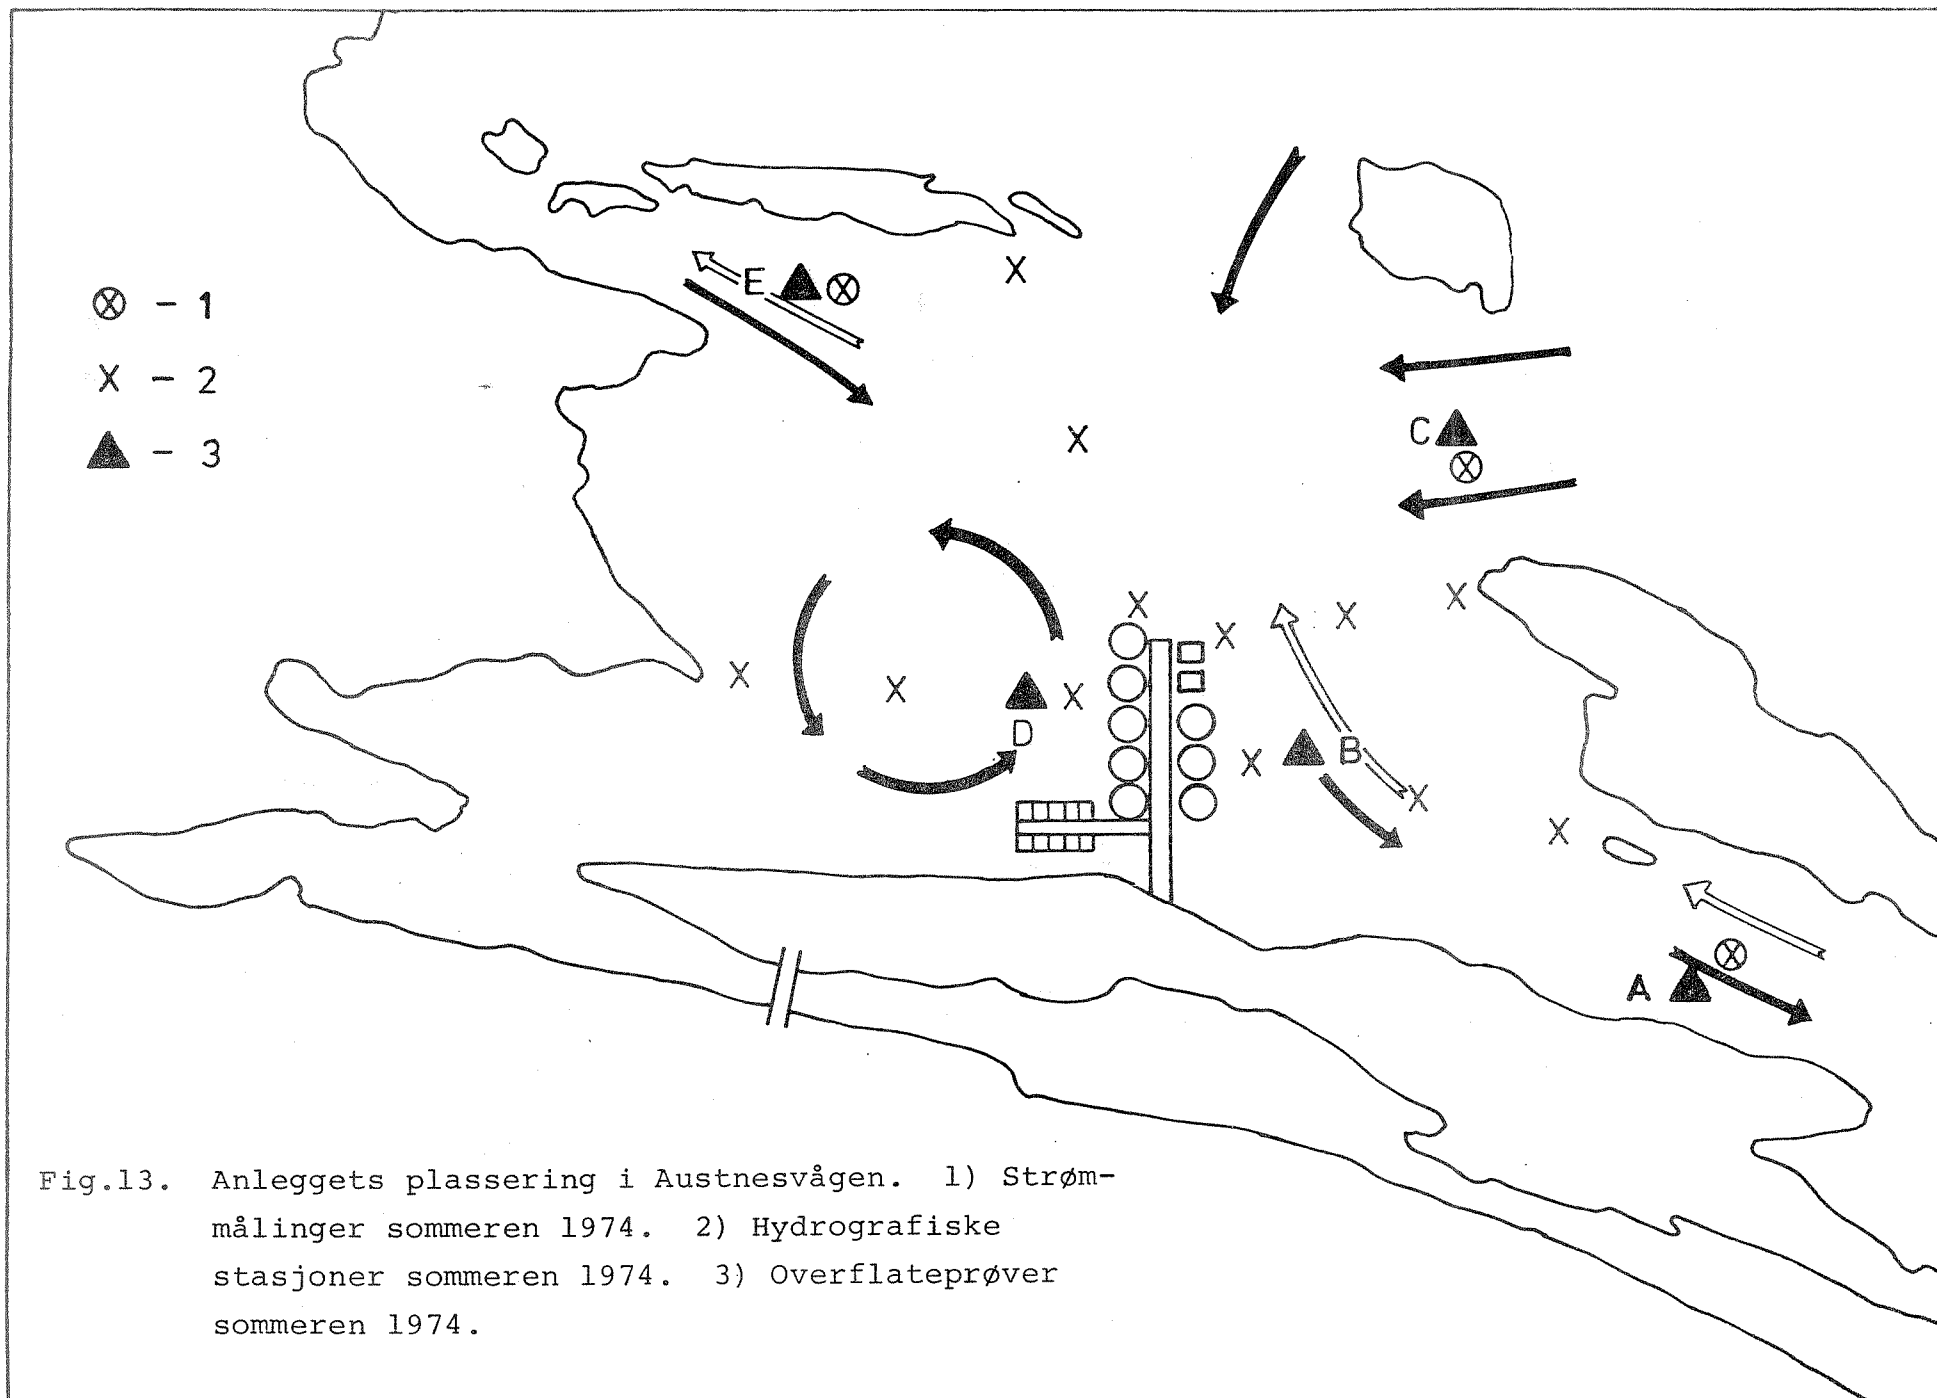 ⊗ - 1
X - 2
▲ - 3
E
C
D
B
A
Fig.13. Anleggets plassering i Austnesvågen. 1) Strøm-
målinger sommeren 1974. 2) Hydrografiske
stasjoner sommeren 1974. 3) Overflateprøver
sommeren 1974.